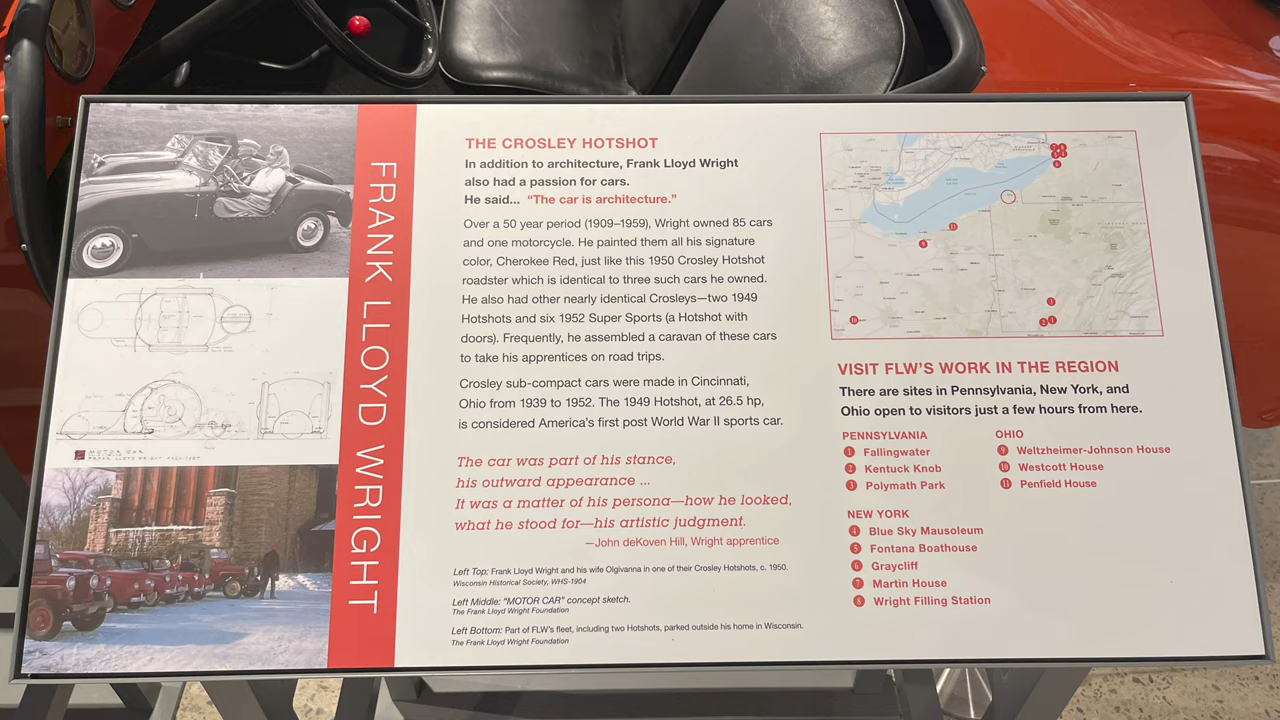 FRANK LLOYD WRIGHT
MOTOR CAR
FRANK LLOYD WRIGHT ARCHITECT
THE CROSLEY HOTSHOT
In addition to architecture, Frank Lloyd Wright
also had a passion for cars.
He said... “The car is architecture.”
Over a 50 year period (1909–1959), Wright owned 85 cars
and one motorcycle. He painted them all his signature
color, Cherokee Red, just like this 1950 Crosley Hotshot
roadster which is identical to three such cars he owned.
He also had other nearly identical Crosleys—two 1949
Hotshots and six 1952 Super Sports (a Hotshot with
doors). Frequently, he assembled a caravan of these cars
to take his apprentices on road trips.
Crosley sub-compact cars were made in Cincinnati,
Ohio from 1939 to 1952. The 1949 Hotshot, at 26.5 hp,
is considered America’s first post World War II sports car.
The car was part of his stance,
his outward appearance ...
It was a matter of his persona—how he looked,
what he stood for—his artistic judgment.
—John deKoven Hill, Wright apprentice
Left Top: Frank Lloyd Wright and his wife Olgivanna in one of their Crosley Hotshots, c. 1950.
Wisconsin Historical Society, WHS-1904
Left Middle: “MOTOR CAR” concept sketch.
The Frank Lloyd Wright Foundation
Left Bottom: Part of FLW’s fleet, including two Hotshots, parked outside his home in Wisconsin.
The Frank Lloyd Wright Foundation
VISIT FLW’S WORK IN THE REGION
There are sites in Pennsylvania, New York, and
Ohio open to visitors just a few hours from here.
PENNSYLVANIA
1 Fallingwater
2 Kentuck Knob
3 Polymath Park
NEW YORK
4 Blue Sky Mausoleum
5 Fontana Boathouse
6 Graycliff
7 Martin House
8 Wright Filling Station
OHIO
9 Weltzheimer-Johnson House
10 Westcott House
11 Penfield House